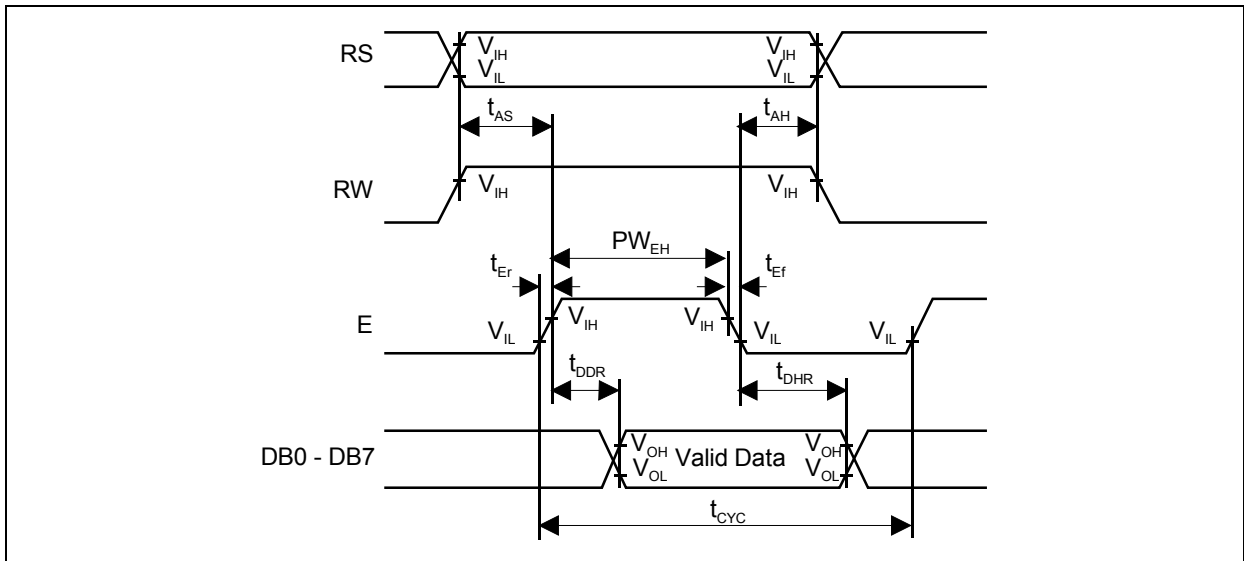 RS
V_IH V_IH
V_IL V_IL
t_AS t_AH
RW
V_IH V_IH
PW_EH
t_Er t_Ef
E
V_IH V_IH
V_IL V_IL V_IL
t_DDR t_DHR
DB0 - DB7
V_OH Valid Data V_OH
V_OL V_OL
t_CYC